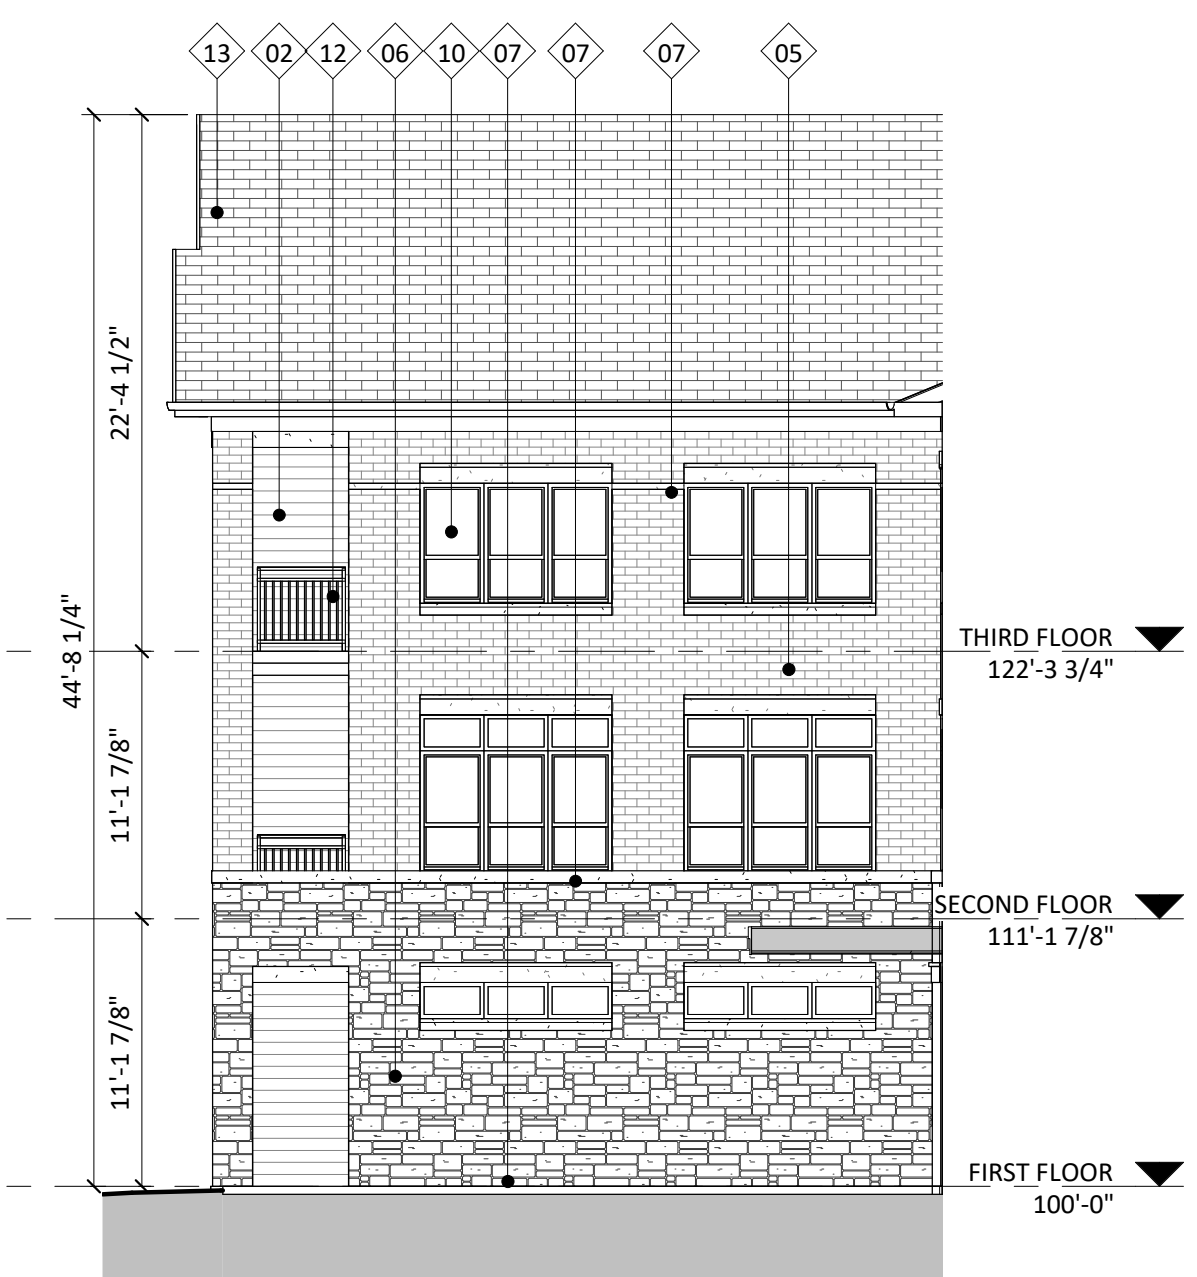 13 02 12 06 10 07 07 07 05
22'-4 1/2"
44'-8 1/4"
THIRD FLOOR
122'-3 3/4"
11'-1 7/8"
SECOND FLOOR
111'-1 7/8"
11'-1 7/8"
FIRST FLOOR
100'-0"